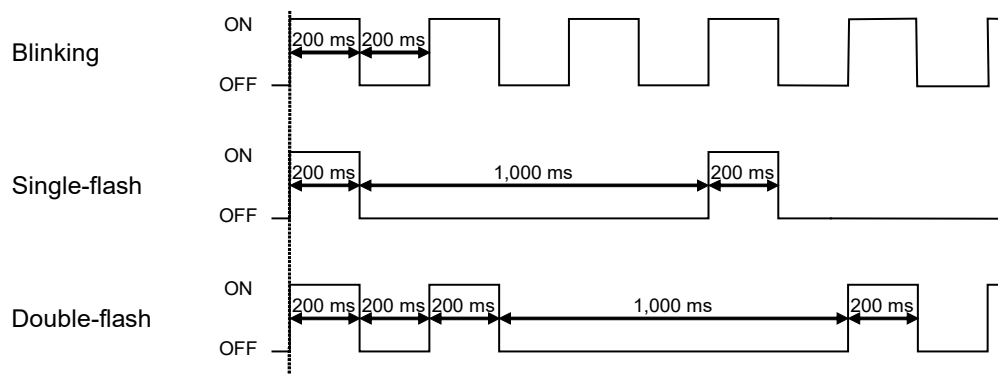 ON
200 ms 200 ms
Blinking
OFF
ON
200 ms 1,000 ms 200 ms
Single-flash
OFF
ON
200 ms 200 ms 200 ms 1,000 ms 200 ms
Double-flash
OFF